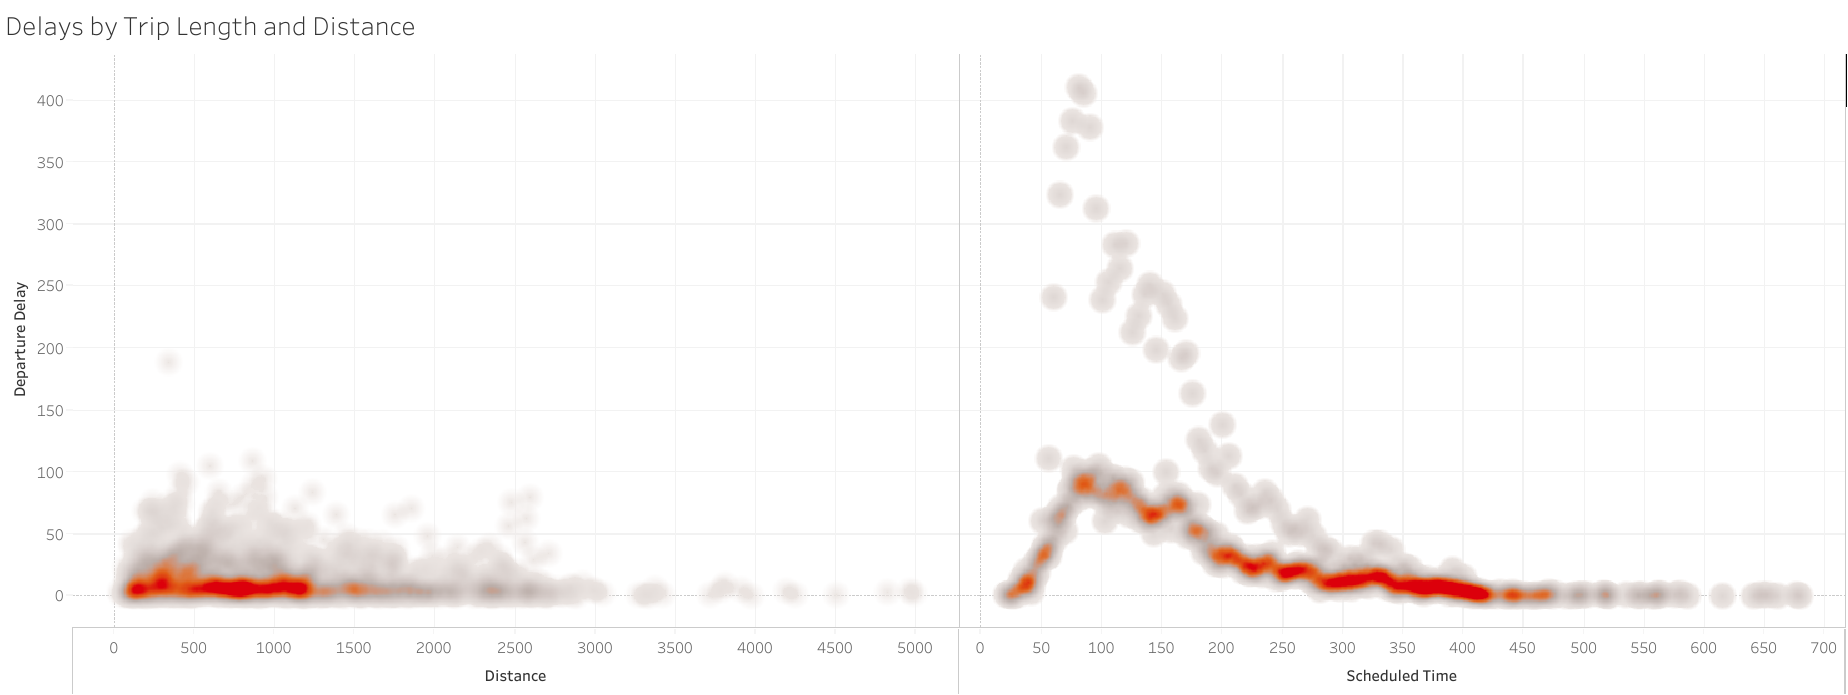 Delays by Trip Length and Distance
Departure Delay
400
350
300
250
200
150
100
50
0
0 500 1000 1500 2000 2500 3000 3500 4000 4500 5000
Distance
0 50 100 150 200 250 300 350 400 450 500 550 600 650 700
Scheduled Time